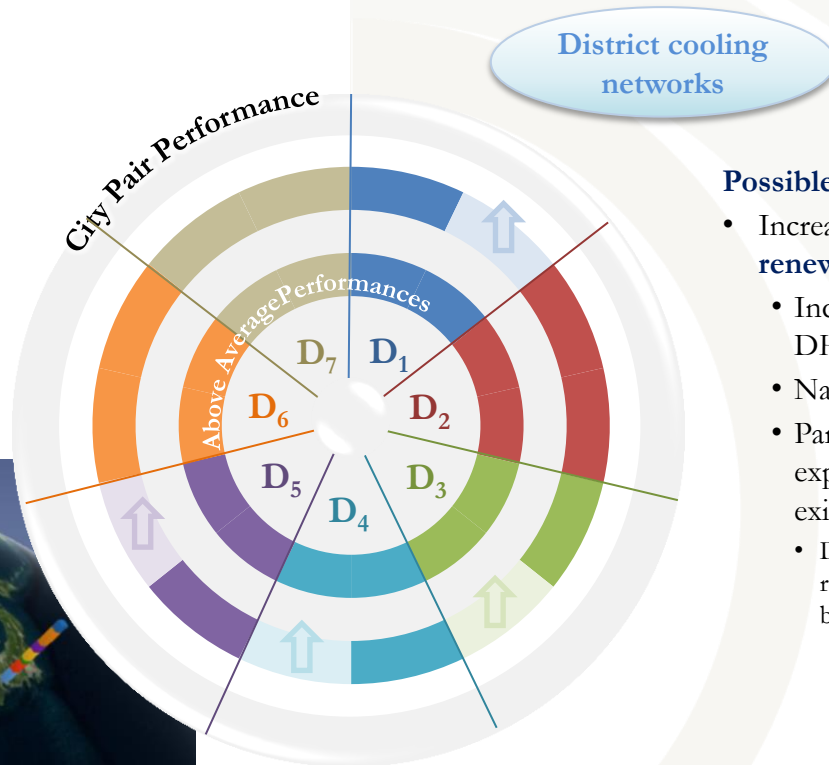 District cooling
networks
City Pair Performance
Above Average Performances
D1
D2
D3
D4
D5
D6
D7
Possible
• Increa
renew
• Inc
DH
• Na
• Par
exp
exi
• D
r
b